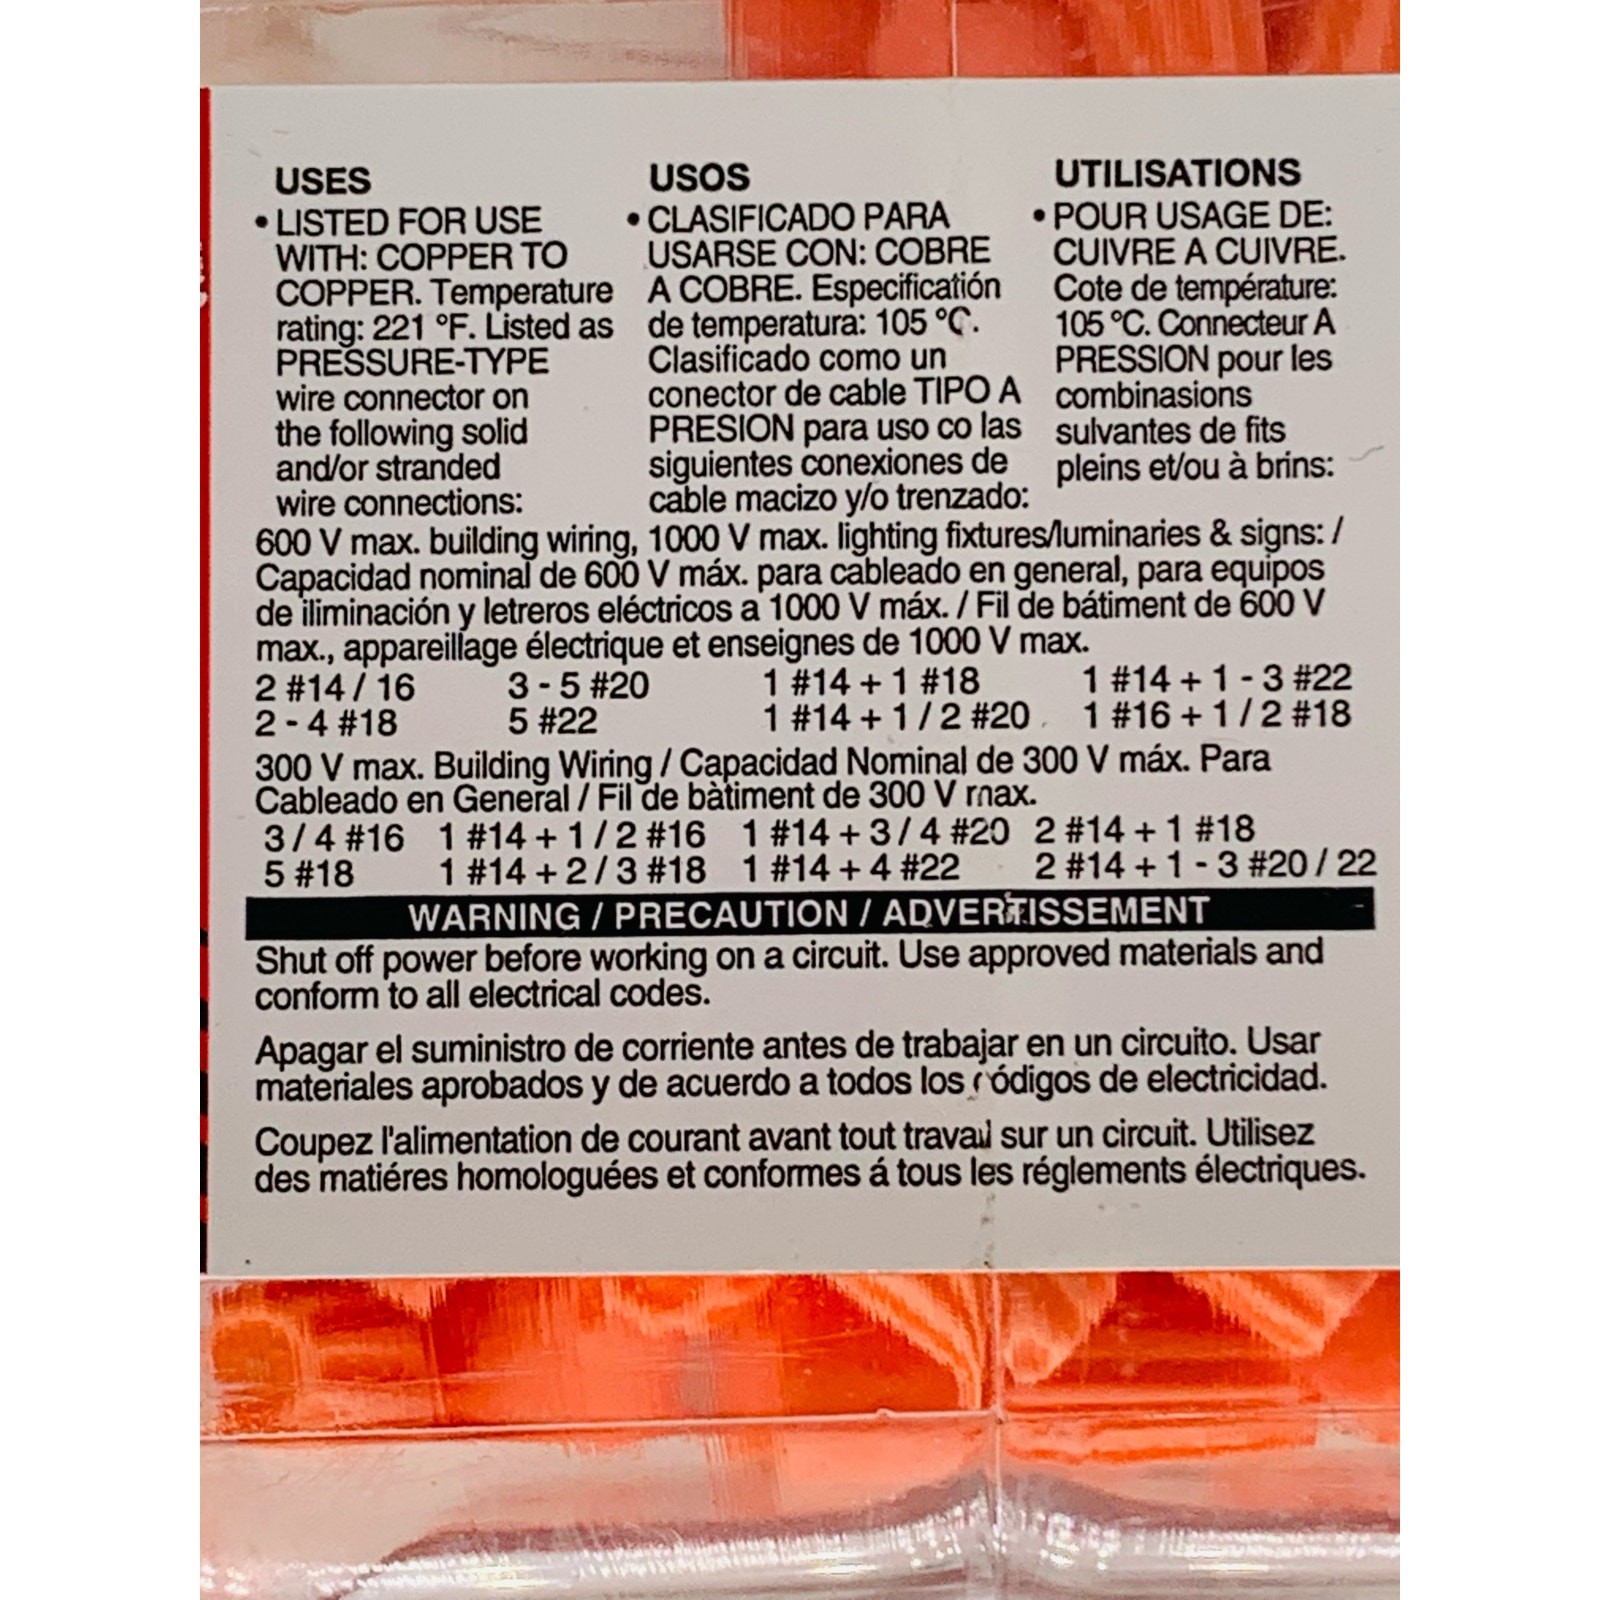 USES
• LISTED FOR USE
WITH: COPPER TO
COPPER. Temperature
rating: 221 °F. Listed as
PRESSURE-TYPE
wire connector on
the following solid
and/or stranded
wire connections:
USOS
• CLASIFICADO PARA
USARSE CON: COBRE
A COBRE. Especificatión
de temperatura: 105 °C.
Clasificado como un
conector de cable TIPO A
PRESION para uso co las
siguientes conexiones de
cable macizo y/o trenzado:
UTILISATIONS
• POUR USAGE DE:
CUIVRE A CUIVRE.
Cote de température:
105 °C. Connecteur A
PRESSION pour les
combinasions
sulvantes de fits
pleins et/ou à brins:
600 V max. building wiring, 1000 V max. lighting fixtures/luminaries & signs: /
Capacidad nominal de 600 V máx. para cableado en general, para equipos
de iliminación y letreros eléctricos a 1000 V máx. / Fil de bátiment de 600 V
max., appareillage électrique et enseignes de 1000 V max.
2 #14 / 16 3 - 5 #20 1 #14 + 1 #18 1 #14 + 1 - 3 #22
2 - 4 #18 5 #22 1 #14 + 1 / 2 #20 1 #16 + 1 / 2 #18
300 V max. Building Wiring / Capacidad Nominal de 300 V máx. Para
Cableado en General / Fil de bàtiment de 300 V max.
3 / 4 #16 1 #14 + 1 / 2 #16 1 #14 + 3 / 4 #20 2 #14 + 1 #18
5 #18 1 #14 + 2 / 3 #18 1 #14 + 4 #22 2 #14 + 1 - 3 #20 / 22
WARNING / PRECAUTION / ADVERTISSEMENT
Shut off power before working on a circuit. Use approved materials and
conform to all electrical codes.
Apagar el suministro de corriente antes de trabajar en un circuito. Usar
materiales aprobados y de acuerdo a todos los códigos de electricidad.
Coupez l'alimentation de courant avant tout travail sur un circuit. Utilisez
des matiéres homologuées et conformes á tous les réglements électriques.